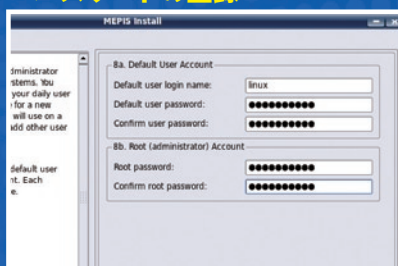 MEPIS Install
dministrator
stems. You
your daily user
for a new
will use on a
add other user
default user
nt. Each
e.
8a. Default User Account
Default user login name: linux
Default user password: ●●●●●●●●●●
Confirm user password: ●●●●●●●●●●
8b. Root (administrator) Account
Root password: ●●●●●●●●●●
Confirm root password: ●●●●●●●●●●